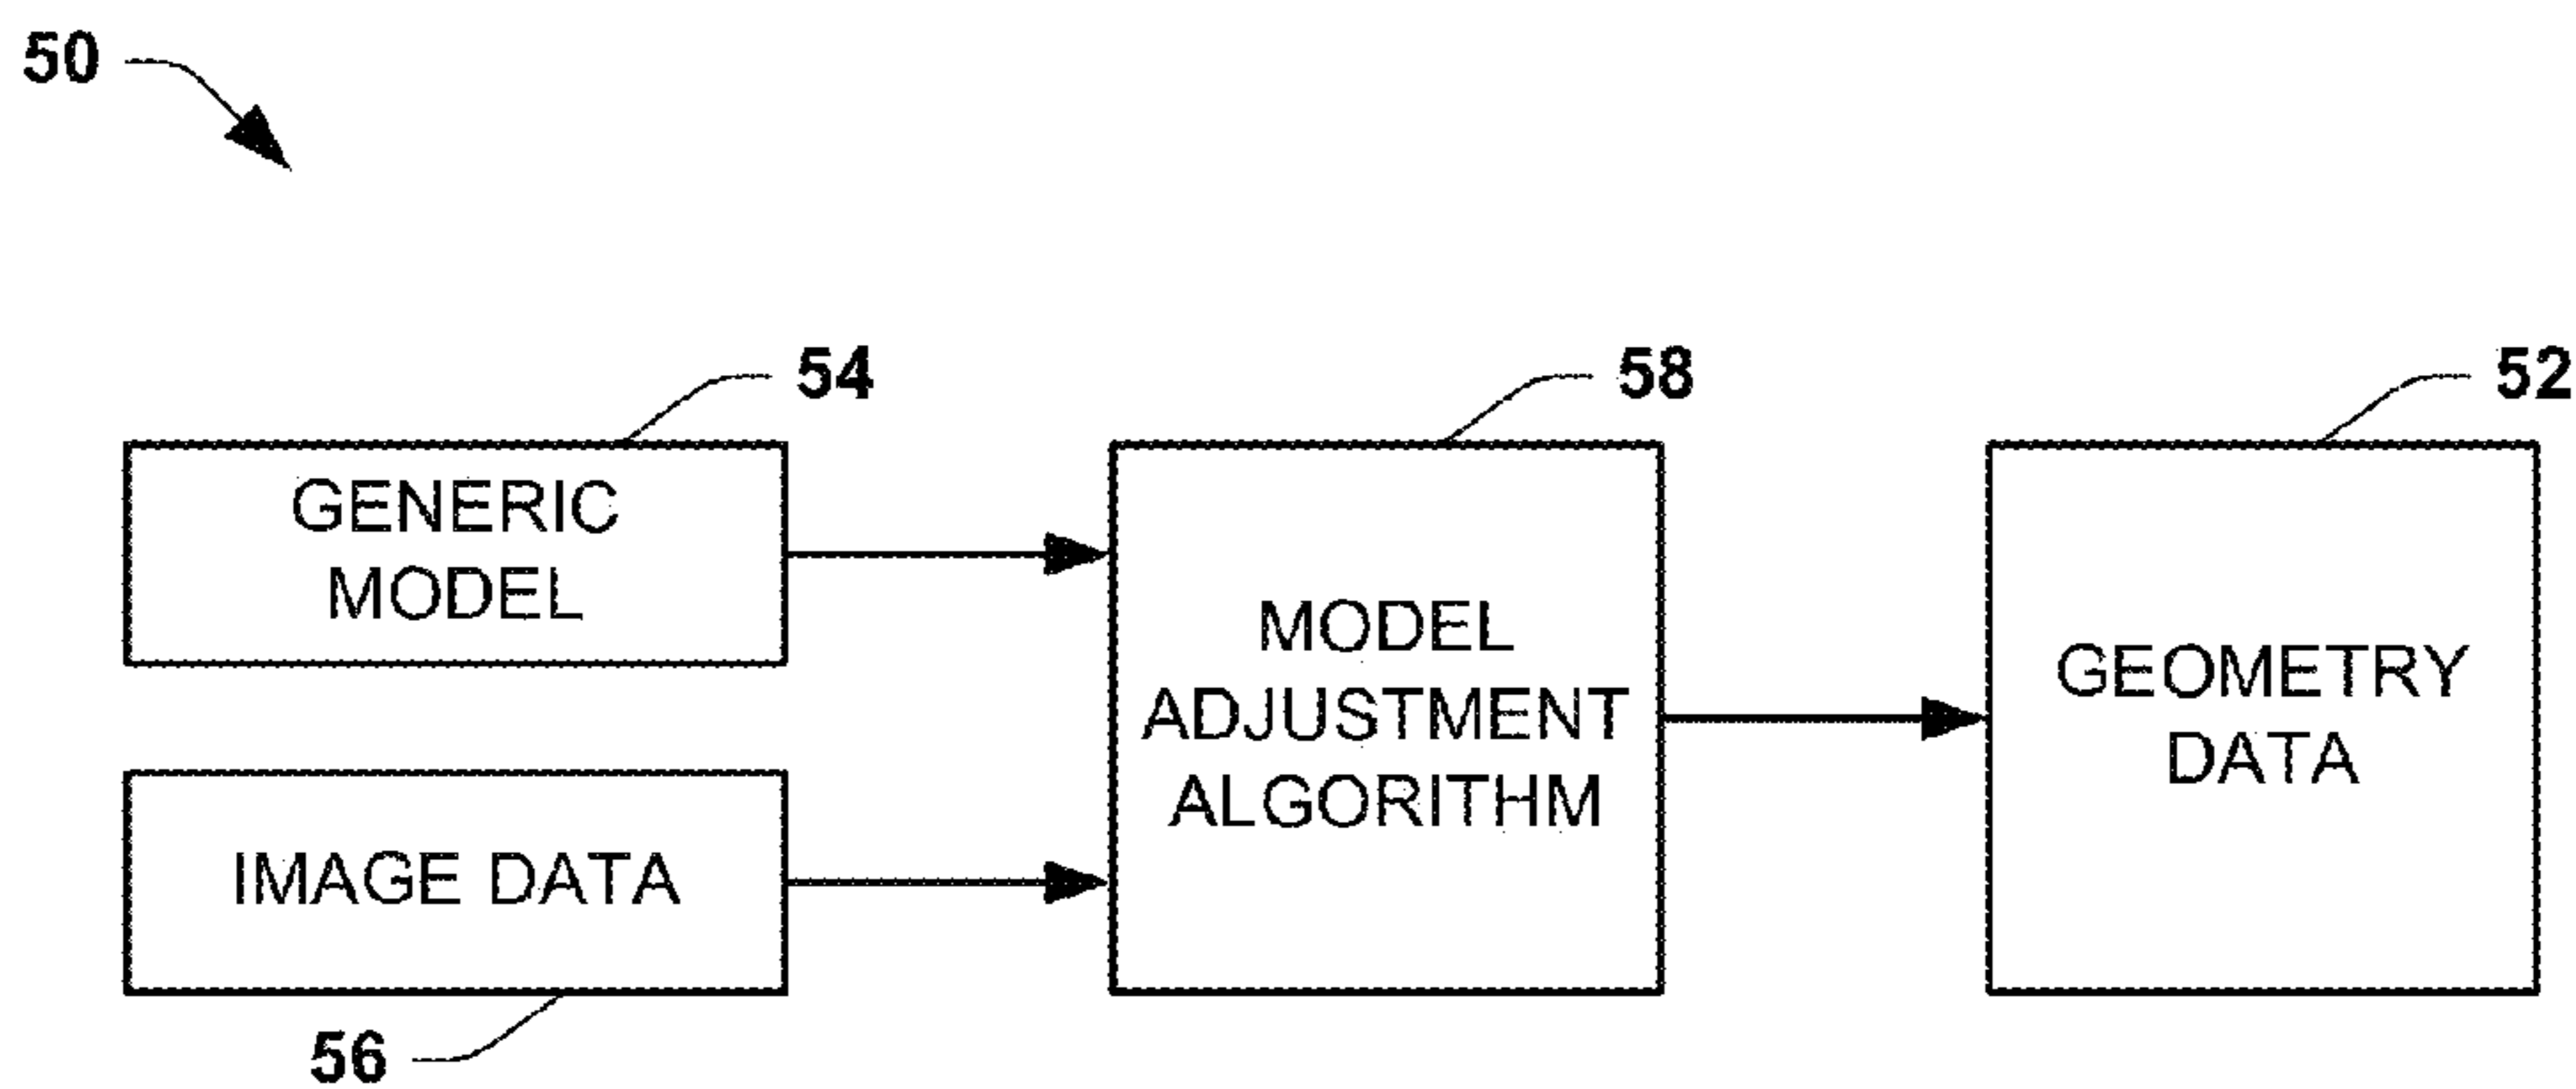 50
54
58
52
GENERIC
MODEL
MODEL
ADJUSTMENT
ALGORITHM
GEOMETRY
DATA
IMAGE DATA
56